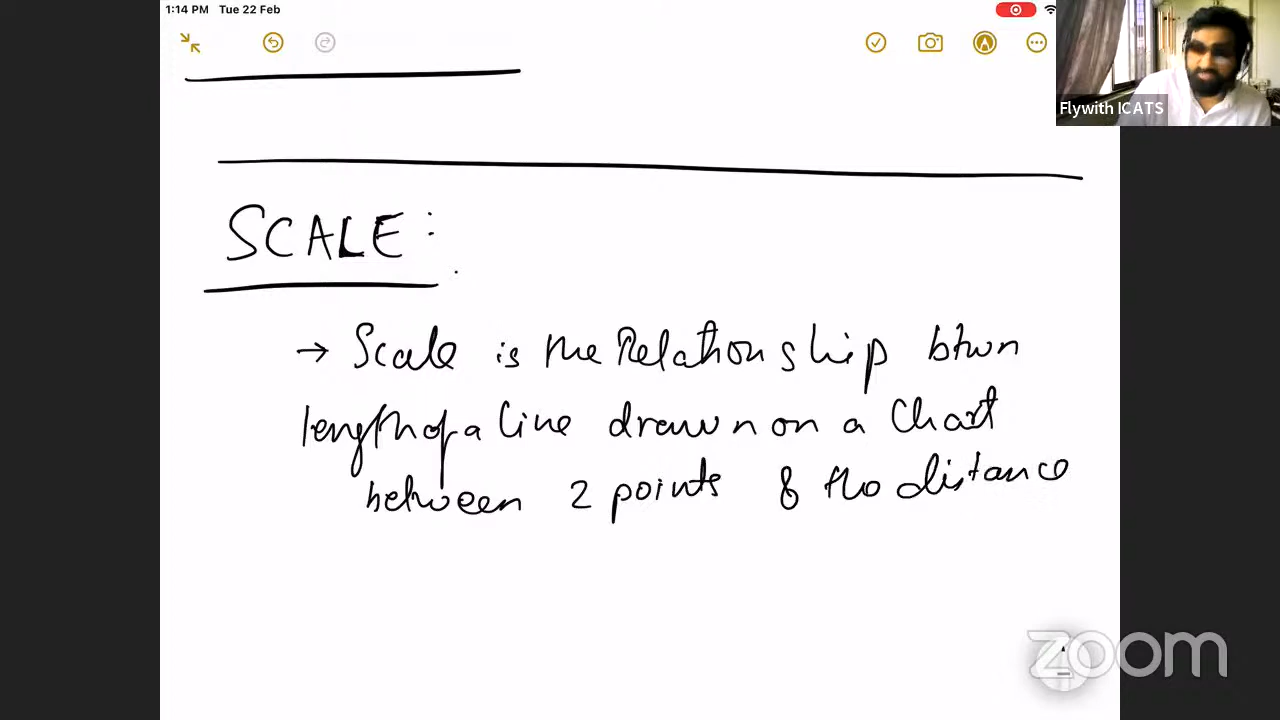 1:14 PM Tue 22 Feb
Flywith ICATS
SCALE:
→ Scale is the Relationship btwn
length of a line drawn on a Chart
between 2 points & the distance
zoom